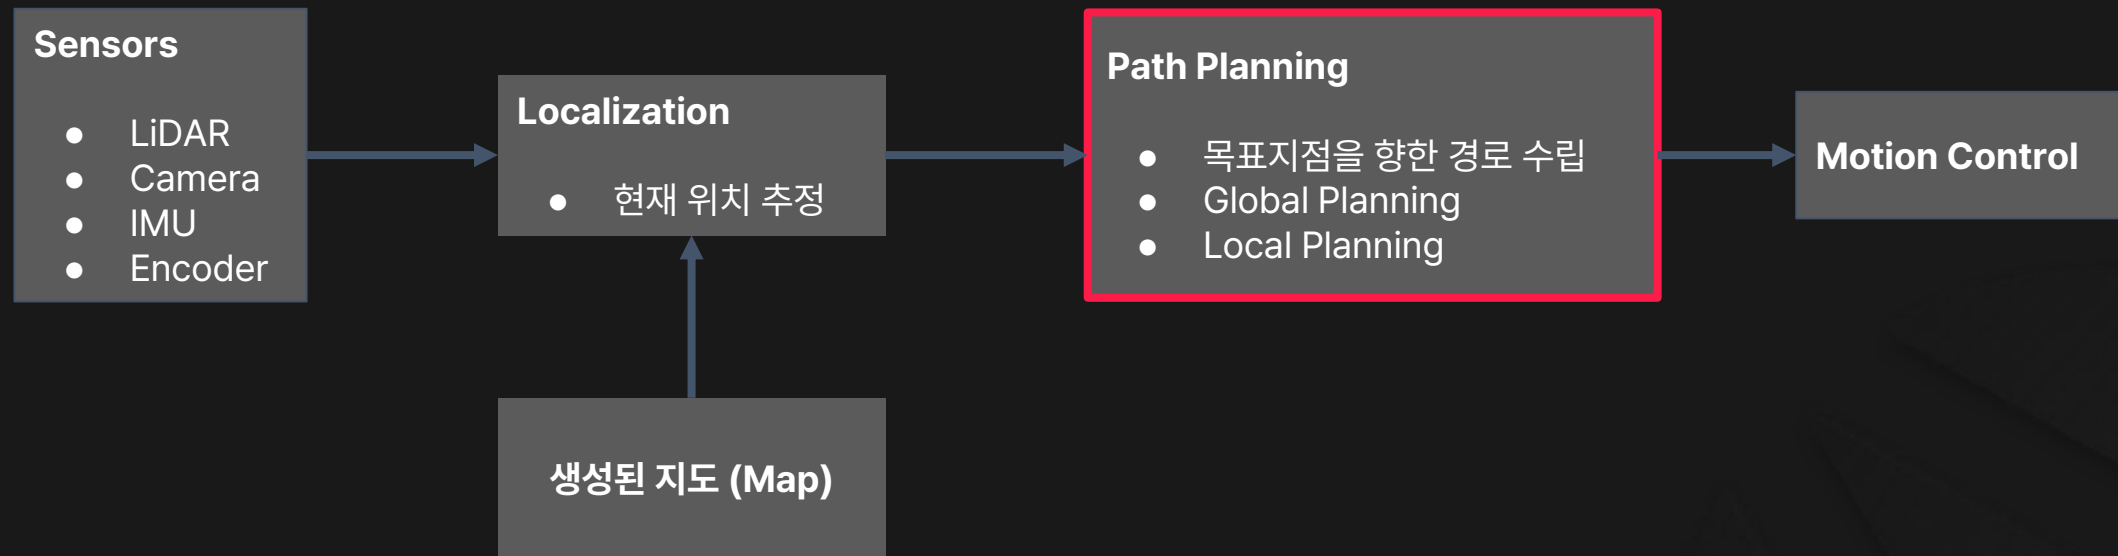 Sensors
● LiDAR
● Camera
● IMU
● Encoder
Localization
● 현재 위치 추정
생성된 지도 (Map)
Path Planning
● 목표지점을 향한 경로 수립
● Global Planning
● Local Planning
Motion Control